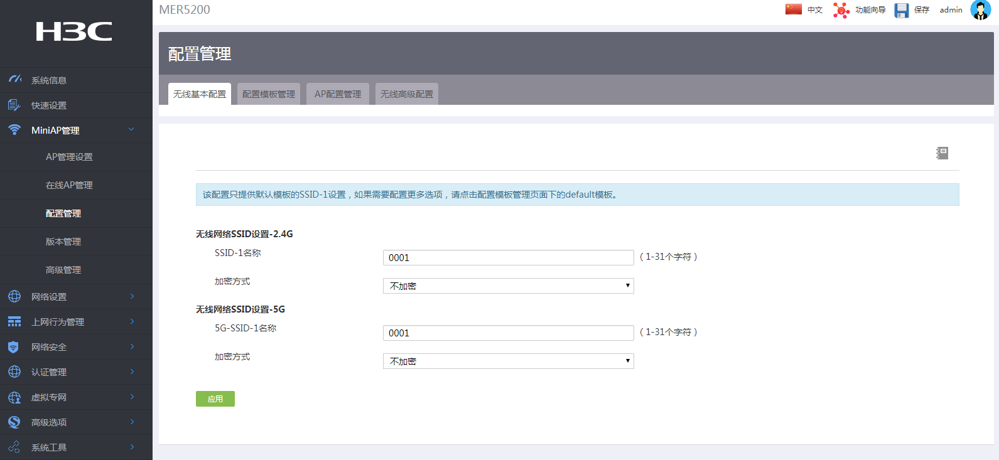 MER5200
中文
功能向导
保存
admin
H3C
系统信息
快速设置
MiniAP管理
AP管理设置
在线AP管理
配置管理
版本管理
高级管理
网络设置
上网行为管理
网络安全
认证管理
虚拟专网
高级选项
系统工具
配置管理
无线基本配置
配置模板管理
AP配置管理
无线高级配置
该配置只提供默认模板的SSID-1设置，如果需要配置更多选项，请点击配置模板管理页面下的default模板。
无线网络SSID设置-2.4G
SSID-1名称
0001
（1-31个字符）
加密方式
不加密
无线网络SSID设置-5G
5G-SSID-1名称
0001
（1-31个字符）
加密方式
不加密
应用